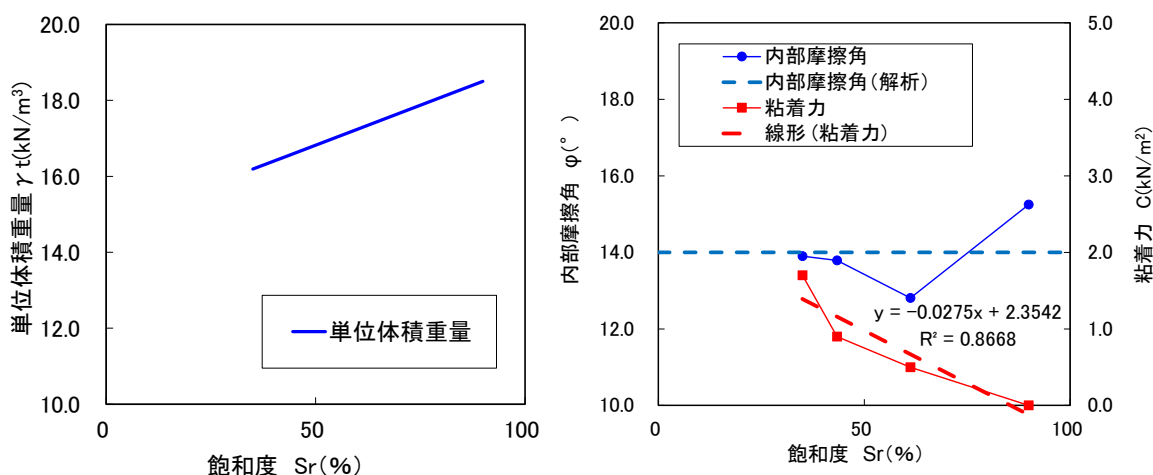 20.0
18.0
16.0
14.0
12.0
10.0
単位体積重量γt(kN/m³)
単位体積重量
0
50
100
飽和度 Sr(%)
20.0
18.0
16.0
14.0
12.0
10.0
内部摩擦角 φ(°)
内部摩擦角
内部摩擦角(解析)
粘着力
線形(粘着力)
y = −0.0275x + 2.3542
R² = 0.8668
5.0
4.0
3.0
2.0
1.0
0.0
粘着力 C(kN/m²)
0
50
100
飽和度 Sr(%)